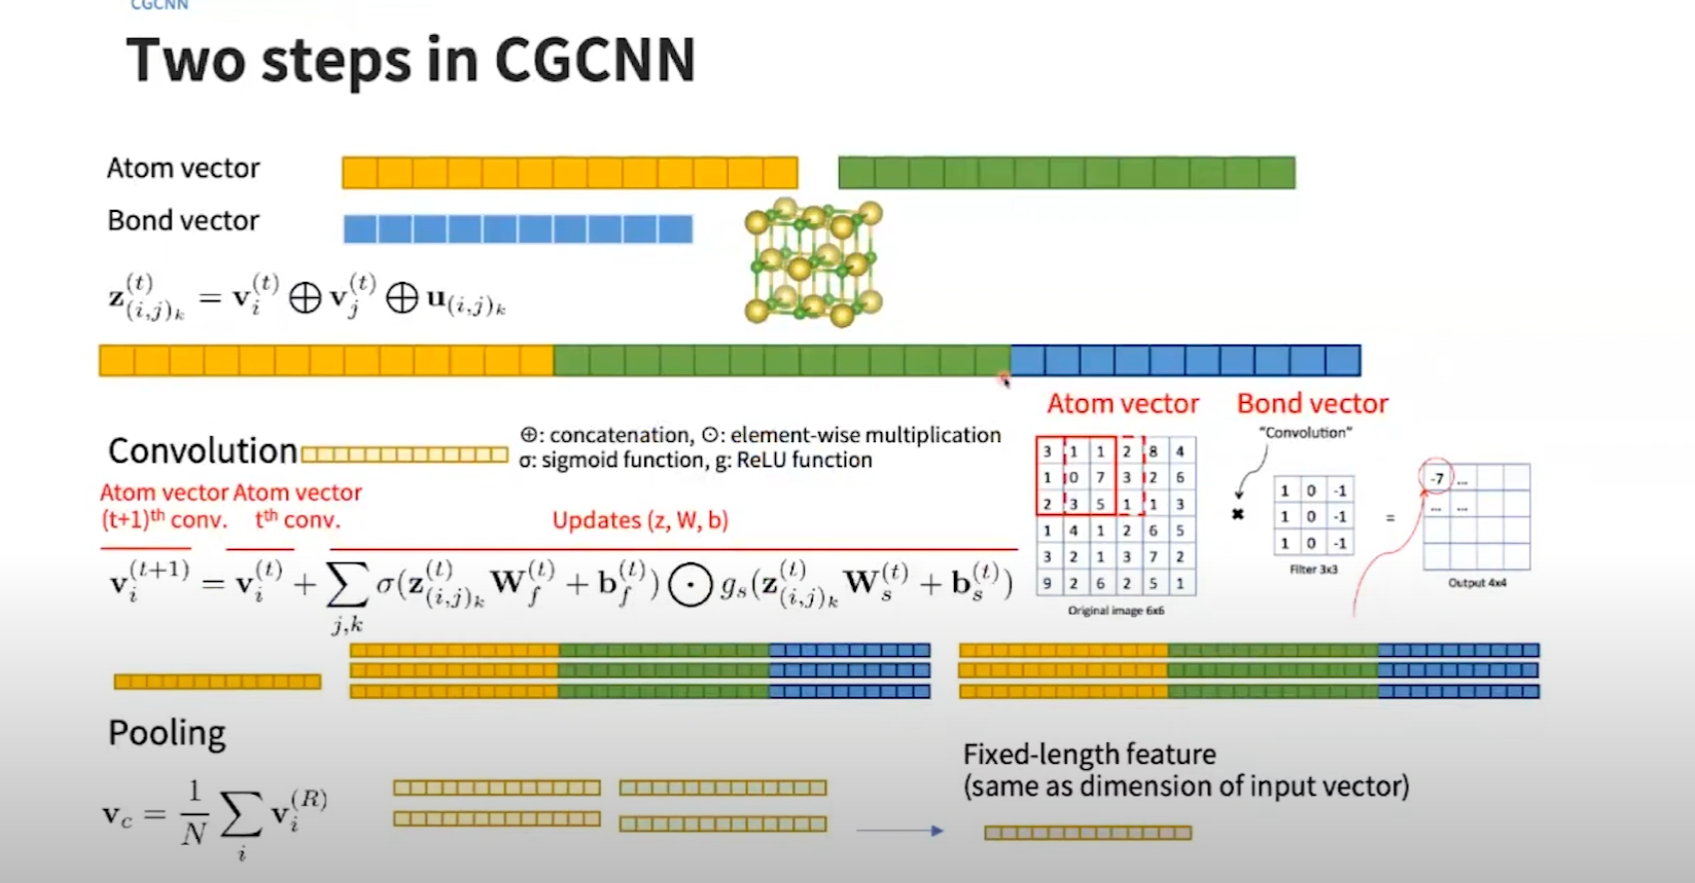 CGCNN
Two steps in CGCNN
Atom vector
Bond vector
z_{(i,j)_k}^{(t)} = v_i^{(t)} ⊕ v_j^{(t)} ⊕ u_{(i,j)_k}
Convolution
⊕: concatenation, ⊙: element-wise multiplication
σ: sigmoid function, g: ReLU function
Atom vector Atom vector
(t+1)th conv. tth conv.
Updates (z, W, b)
v_i^{(t+1)} = v_i^{(t)} + ∑_{j,k} σ(z_{(i,j)_k}^{(t)} W_f^{(t)} + b_f^{(t)}) ⊙ g_s(z_{(i,j)_k}^{(t)} W_s^{(t)} + b_s^{(t)})
Atom vector
3 1 1 2 8 4
1 0 7 3 2 6
2 3 5 1 1 3
1 4 1 2 6 5
3 2 1 3 7 2
9 2 6 2 5 1
Original image 6x6
Bond vector
"Convolution"
×
1 0 -1
1 0 -1
1 0 -1
Filter 3x3
=
-7 ...
... ...
Output 4x4
Pooling
v_c = 1/N ∑_i v_i^{(R)}
Fixed-length feature
(same as dimension of input vector)